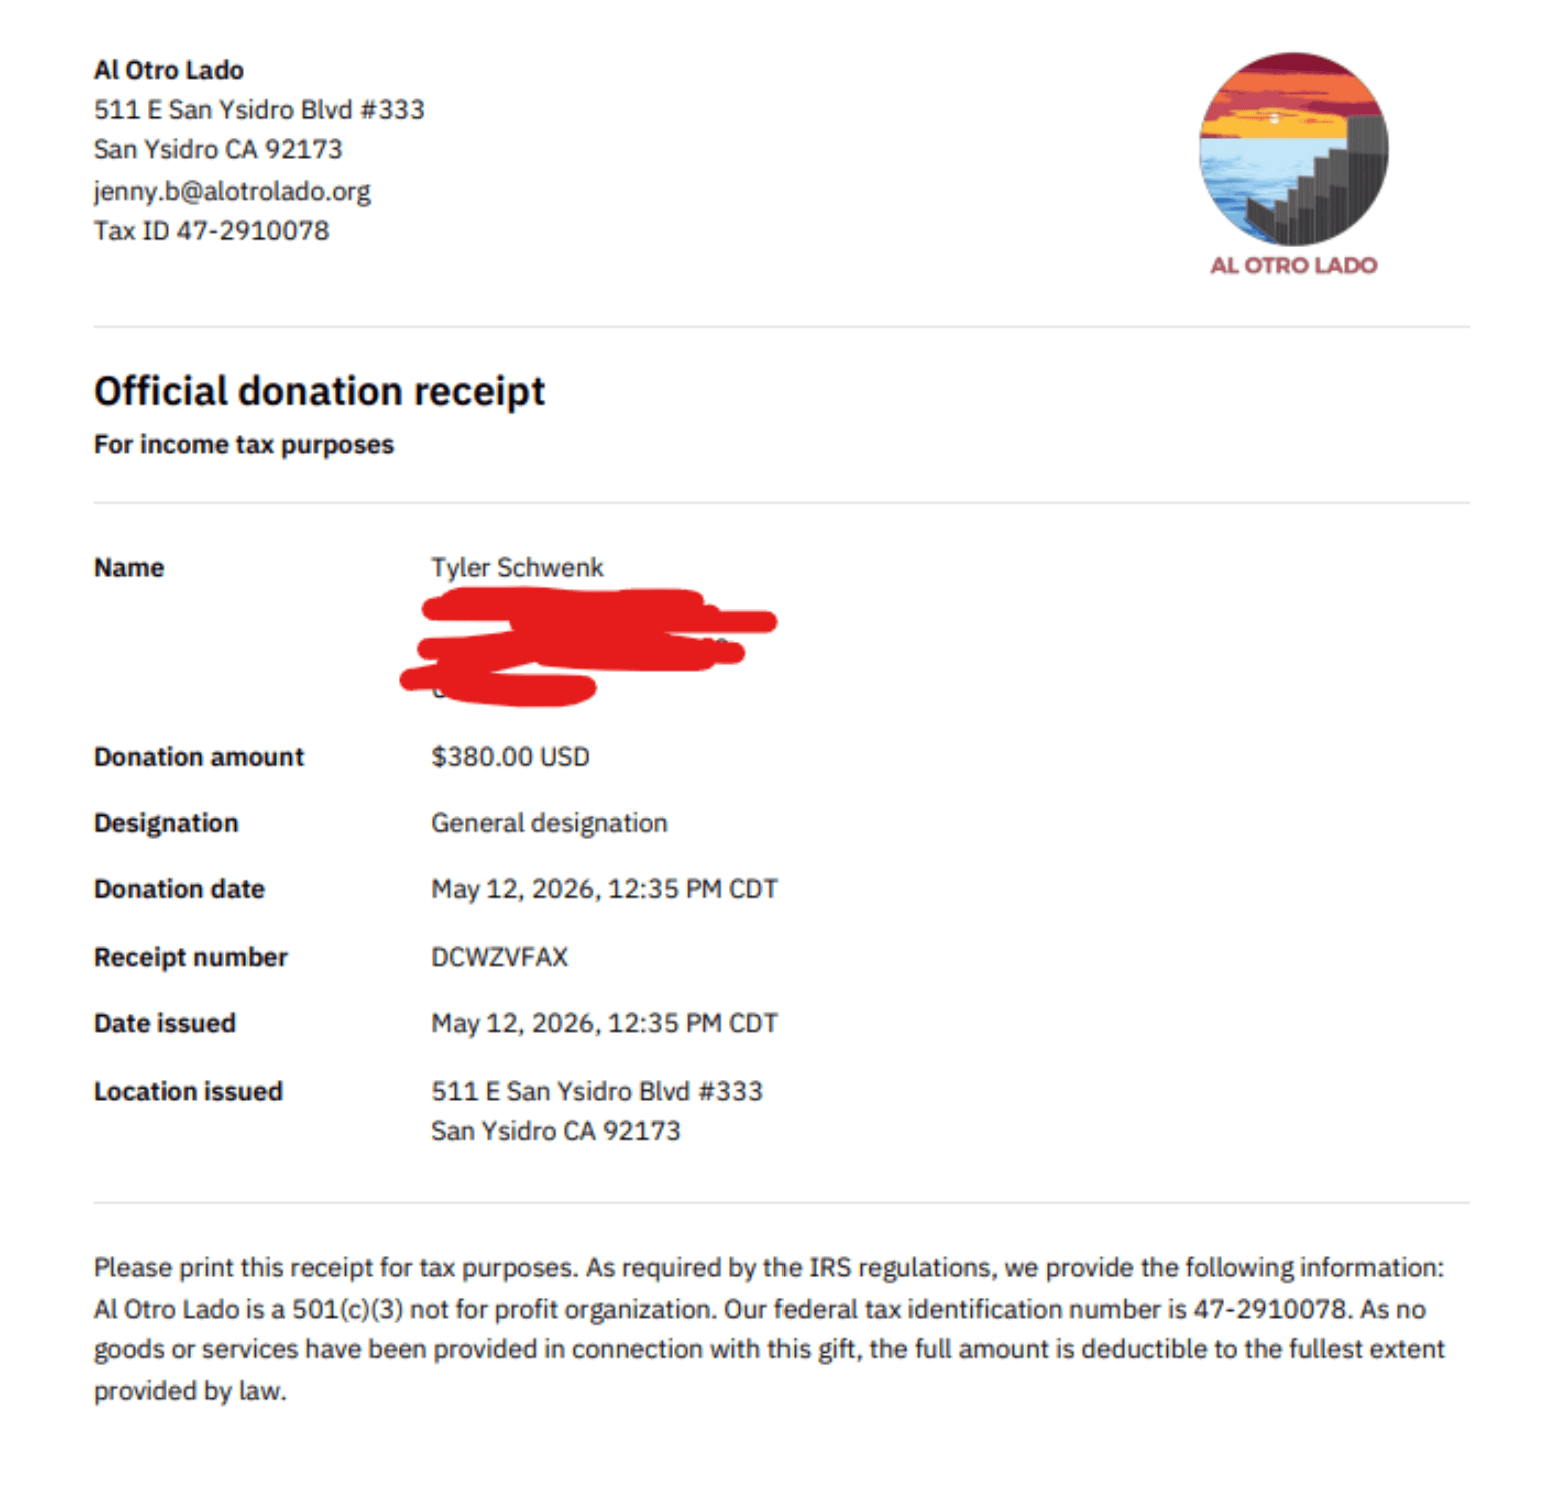 Al Otro Lado
511 E San Ysidro Blvd #333
San Ysidro CA 92173
jenny.b@alotrolado.org
Tax ID 47-2910078
AL OTRO LADO
Official donation receipt
For income tax purposes
Name Tyler Schwenk
Donation amount $380.00 USD
Designation General designation
Donation date May 12, 2026, 12:35 PM CDT
Receipt number DCWZVFAX
Date issued May 12, 2026, 12:35 PM CDT
Location issued 511 E San Ysidro Blvd #333
San Ysidro CA 92173
Please print this receipt for tax purposes. As required by the IRS regulations, we provide the following information:
Al Otro Lado is a 501(c)(3) not for profit organization. Our federal tax identification number is 47-2910078. As no
goods or services have been provided in connection with this gift, the full amount is deductible to the fullest extent
provided by law.